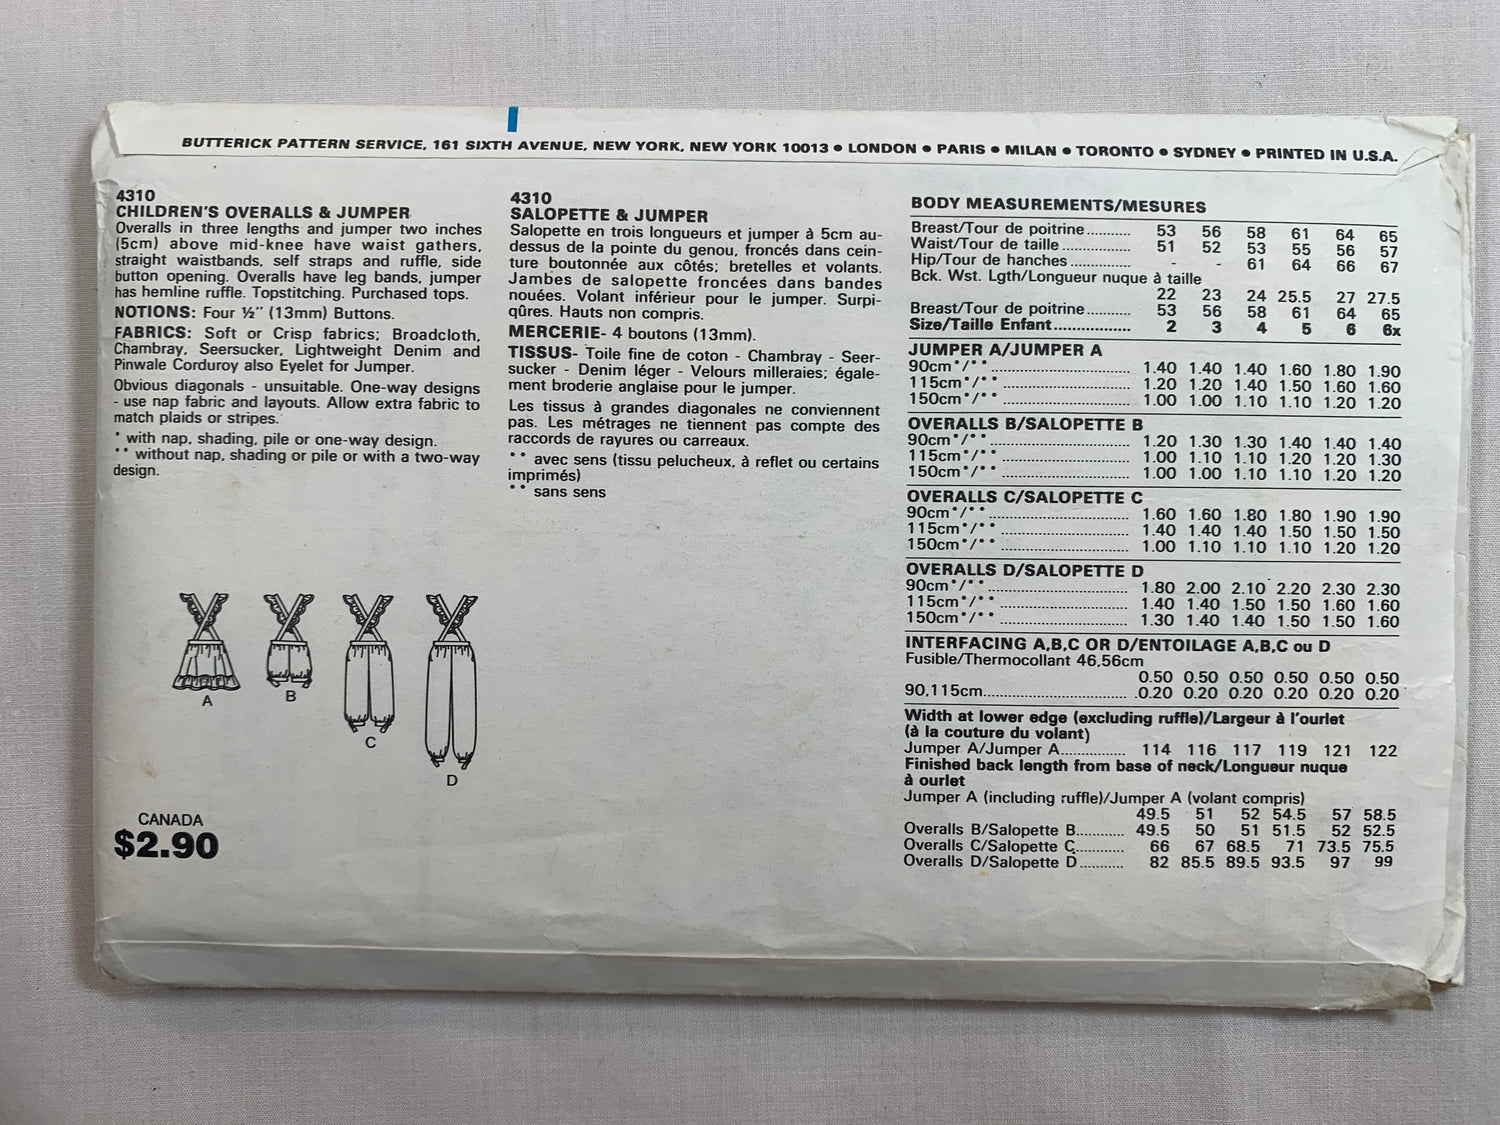 BUTTERICK PATTERN SERVICE, 161 SIXTH AVENUE, NEW YORK, NEW YORK 10013 ● LONDON ● PARIS ● MILAN ● TORONTO ● SYDNEY ● PRINTED IN U.S.A.
4310
CHILDREN'S OVERALLS & JUMPER
Overalls in three lengths and jumper two inches
(5cm) above mid-knee have waist gathers,
straight waistbands, self straps and ruffle, side
button opening. Overalls have leg bands, jumper
has hemline ruffle. Topstitching. Purchased tops.
NOTIONS: Four ½" (13mm) Buttons.
FABRICS: Soft or Crisp fabrics; Broadcloth,
Chambray, Seersucker, Lightweight Denim and
Pinwale Corduroy also Eyelet for Jumper.
Obvious diagonals - unsuitable. One-way designs
- use nap fabric and layouts. Allow extra fabric to
match plaids or stripes.
* with nap, shading, pile or one-way design.
** without nap, shading or pile or with a two-way
design.
A
B
C
D
CANADA
$2.90
4310
SALOPETTE & JUMPER
Salopette en trois longueurs et jumper à 5cm au-
dessus de la pointe du genou, froncés dans cein-
ture boutonnée aux côtés; bretelles et volants.
Jambes de salopette froncées dans bandes
nouées. Volant inférieur pour le jumper. Surpi-
qûres. Hauts non compris.
MERCERIE- 4 boutons (13mm).
TISSUS- Toile fine de coton - Chambray - Seer-
sucker - Denim léger - Velours milleraies; égale-
ment broderie anglaise pour le jumper.
Les tissus à grandes diagonales ne conviennent
pas. Les métrages ne tiennent pas compte des
raccords de rayures ou carreaux.
** avec sens (tissu pelucheux, à reflet ou certains
imprimés)
** sans sens
BODY MEASUREMENTS/MESURES
Breast/Tour de poitrine.......... 53 56 58 61 64 65
Waist/Tour de taille.............. 51 52 53 55 56 57
Hip/Tour de hanches.............. - - 61 64 66 67
Bck. Wst. Lgth/Longueur nuque à taille
22 23 24 25.5 27 27.5
Breast/Tour de poitrine.......... 53 56 58 61 64 65
Size/Taille Enfant................. 2 3 4 5 6 6x
JUMPER A/JUMPER A
90cm*/**.............................. 1.40 1.40 1.40 1.60 1.80 1.90
115cm*/**............................ 1.20 1.20 1.40 1.50 1.60 1.60
150cm*/**............................ 1.00 1.00 1.10 1.10 1.20 1.20
OVERALLS B/SALOPETTE B
90cm*/**.............................. 1.20 1.30 1.30 1.40 1.40 1.40
115cm*/**............................ 1.00 1.10 1.10 1.20 1.20 1.30
150cm*/**............................ 1.00 1.00 1.10 1.10 1.20 1.20
OVERALLS C/SALOPETTE C
90cm*/**.............................. 1.60 1.60 1.80 1.80 1.90 1.90
115cm*/**............................ 1.40 1.40 1.40 1.50 1.50 1.50
150cm*/**............................ 1.00 1.10 1.10 1.10 1.20 1.20
OVERALLS D/SALOPETTE D
90cm*/**.............................. 1.80 2.00 2.10 2.20 2.30 2.30
115cm*/**............................ 1.40 1.40 1.50 1.50 1.60 1.60
150cm*/**............................ 1.30 1.40 1.40 1.50 1.50 1.60
INTERFACING A,B,C OR D/ENTOILAGE A,B,C ou D
Fusible/Thermocollant 46,56cm
0.50 0.50 0.50 0.50 0.50 0.50
90,115cm............................... 0.20 0.20 0.20 0.20 0.20 0.20
Width at lower edge (excluding ruffle)/Largeur à l'ourlet
(à la couture du volant)
Jumper A/Jumper A.............. 114 116 117 119 121 122
Finished back length from base of neck/Longueur nuque
à ourlet
Jumper A (including ruffle)/Jumper A (volant compris)
49.5 51 52 54.5 57 58.5
Overalls B/Salopette B........... 49.5 50 51 51.5 52 52.5
Overalls C/Salopette C........... 66 67 68.5 71 73.5 75.5
Overalls D/Salopette D.......... 82 85.5 89.5 93.5 97 99